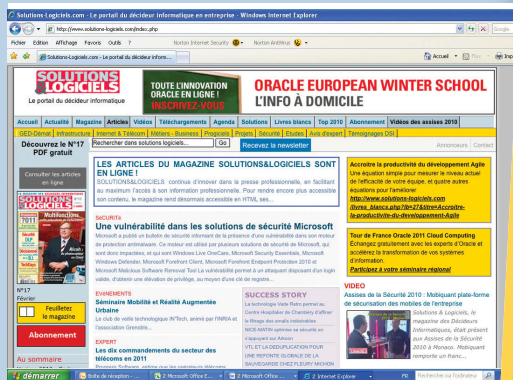 Solutions-Logiciels.com - Le portail du décideur informatique en entreprise - Windows Internet Explorer
http://www.solutions-logiciels.com/index.php
Google
Fichier Edition Affichage Favoris Outils ?
Norton Internet Security Norton AntiVirus
Solutions-Logiciels.com - Le portail du décideur inform...
Accueil
SOLUTIONS
LOGICIELS
Le portail du décideur informatique
TOUTE L'INNOVATION
ORACLE EN LIGNE !
INSCRIVEZ-VOUS
ORACLE EUROPEAN WINTER SCHOOL
L'INFO À DOMICILE
Accueil Actualité Magazine Articles Vidéos Téléchargements Agenda Solutions Livres blancs Top 2010 Abonnement Vidéos des assises 2010
GED-Démat Infrastructure Internet & Télécom Métiers - Business Progiciels Projets Sécurité Etudes Avis d'expert Témoignages DSI
Découvrez le N°17
PDF gratuit
Rechercher dans solutions logiciels... Go
Recevez la newsletter
Annonceurs Contact
Consulter les articles
en ligne
SOLUTIONS
LOGICIELS
Multifonctions
2011
N°17
Février
Feuilletez
le magazine
Abonnement
Au sommaire
LES ARTICLES DU MAGAZINE SOLUTIONS&LOGICIELS SONT
EN LIGNE !
SOLUTIONS&LOGICIELS continue d'innover dans la presse professionnelle, en facilitant
au maximum l'accès à son information professionnelle. Pour rendre encore plus accessible
son contenu, le magazine rend désormais accessible en HTML ses...
SECURITé
Une vulnérabilité dans les solutions de sécurité Microsoft
Microsoft a publié un bulletin de sécurité informant de la présence d'une vulnérabilité dans son moteur
de protection antimalware. Ce moteur est utilisé par plusieurs solutions de sécurité de Microsoft, qui
sont donc impactées, et qui sont Windows Live OneCare, Microsoft Security Essentials, Microsoft
Windows Defender, Microsoft Forefront Client, Microsoft Forefront Endpoint Protection 2010 et
Microsoft Malicious Software Removal Tool La vulnérabilité permet à un attaquant disposant d'un login
valide, d'obtenir une élévation de privilège, au moyen d'une clé de registre...
EVENEMENTS
Séminaire Mobilité et Réalité Augmentée
Urbaine
Le club de veille technologique IN'Tech, animé par l'INRIA et
l'association Grenoble...
EXPERT
Les dix commandements du secteur des
télécoms en 2011
SUCCESS STORY
La technologie Vade Retro permet au
Centre Hospitalier de Chambéry d'affiner
le filtrage des emails indésirables
NICE-MATIN optimise sa sécurité en
s'appuyant sur Alcyon
VTL ET LA DEDUPLICATION POUR
UNE REFONTE GLOBALE DE LA
SAUVEGARDE CHEZ FLEURY MICHON
Accroitre la productivité du développement Agile
Une équation simple pour mesurer le niveau actuel
de l'efficacité de votre équipe, et quatre autres
équations pour l'améliorer
http://www.solutions-logiciels.com
/livres_blancs.php?lb=27&titre=Accroitre-
la-productivite-du-developpement-Agile
Tour de France Oracle 2011 Cloud Computing
Échangez gratuitement avec les experts d'Oracle et
accélérez la transformation de vos systèmes
d'information.
Participez à votre séminaire régional
VIDEO
Assises de la Sécurité 2010 : Mobiquant plate-forme
de sécurisation des mobiles de l'entreprise
Solutions & Logiciels, le
magazine des Décideurs
Informatiques, était présent
aux Assises de la Sécurité
2010 à Monaco. Mobiquant
remporte un franc...
démarrer
Boîte de réception - ...
2 Microsoft Office E...
2 Microsoft Office ...
2 Internet Explorer
FR
Recherche sur l'ordinateur